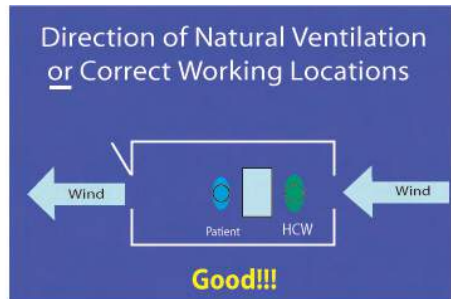 Direction of Natural Ventilation
or Correct Working Locations
Wind
Wind
Patient
HCW
Good!!!